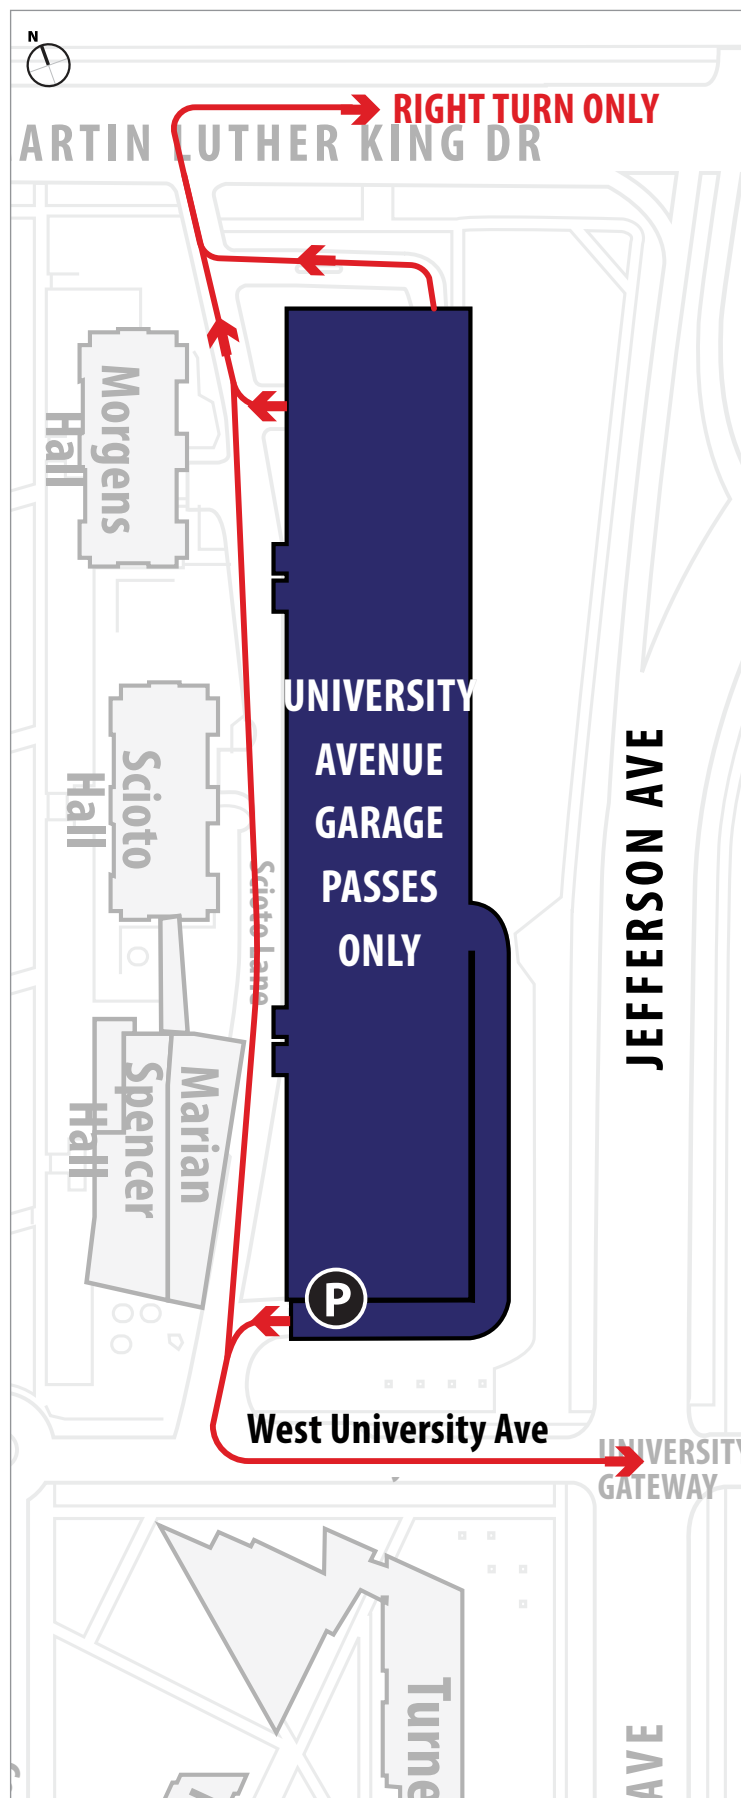 N
RIGHT TURN ONLY
ARTIN LUTHER KING DR
Morgens
Hall
UNIVERSITY
AVENUE
GARAGE
PASSES
ONLY
Scioto
Hall
JEFFERSON AVE
Scioto Lane
Marian
Spencer
Hall
P
West University Ave
UNIVERSITY
GATEWAY
Turne
AVE